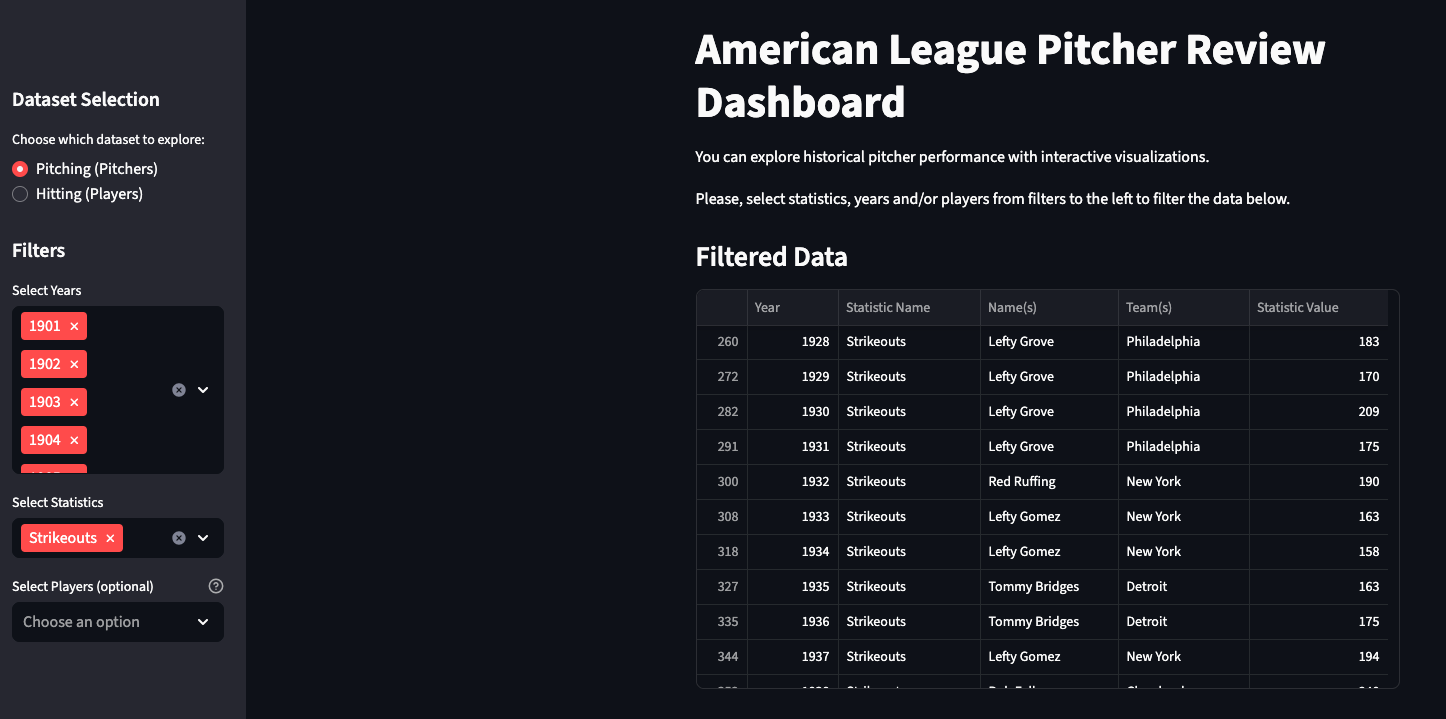 Dataset Selection
Choose which dataset to explore:
Pitching (Pitchers)
Hitting (Players)
Filters
Select Years
1901 ×
1902 ×
1903 ×
1904 ×
Select Statistics
Strikeouts ×
Select Players (optional) ?
Choose an option
American League Pitcher Review
Dashboard
You can explore historical pitcher performance with interactive visualizations.
Please, select statistics, years and/or players from filters to the left to filter the data below.
Filtered Data
Year Statistic Name Name(s) Team(s) Statistic Value
260 1928 Strikeouts Lefty Grove Philadelphia 183
272 1929 Strikeouts Lefty Grove Philadelphia 170
282 1930 Strikeouts Lefty Grove Philadelphia 209
291 1931 Strikeouts Lefty Grove Philadelphia 175
300 1932 Strikeouts Red Ruffing New York 190
308 1933 Strikeouts Lefty Gomez New York 163
318 1934 Strikeouts Lefty Gomez New York 158
327 1935 Strikeouts Tommy Bridges Detroit 163
335 1936 Strikeouts Tommy Bridges Detroit 175
344 1937 Strikeouts Lefty Gomez New York 194